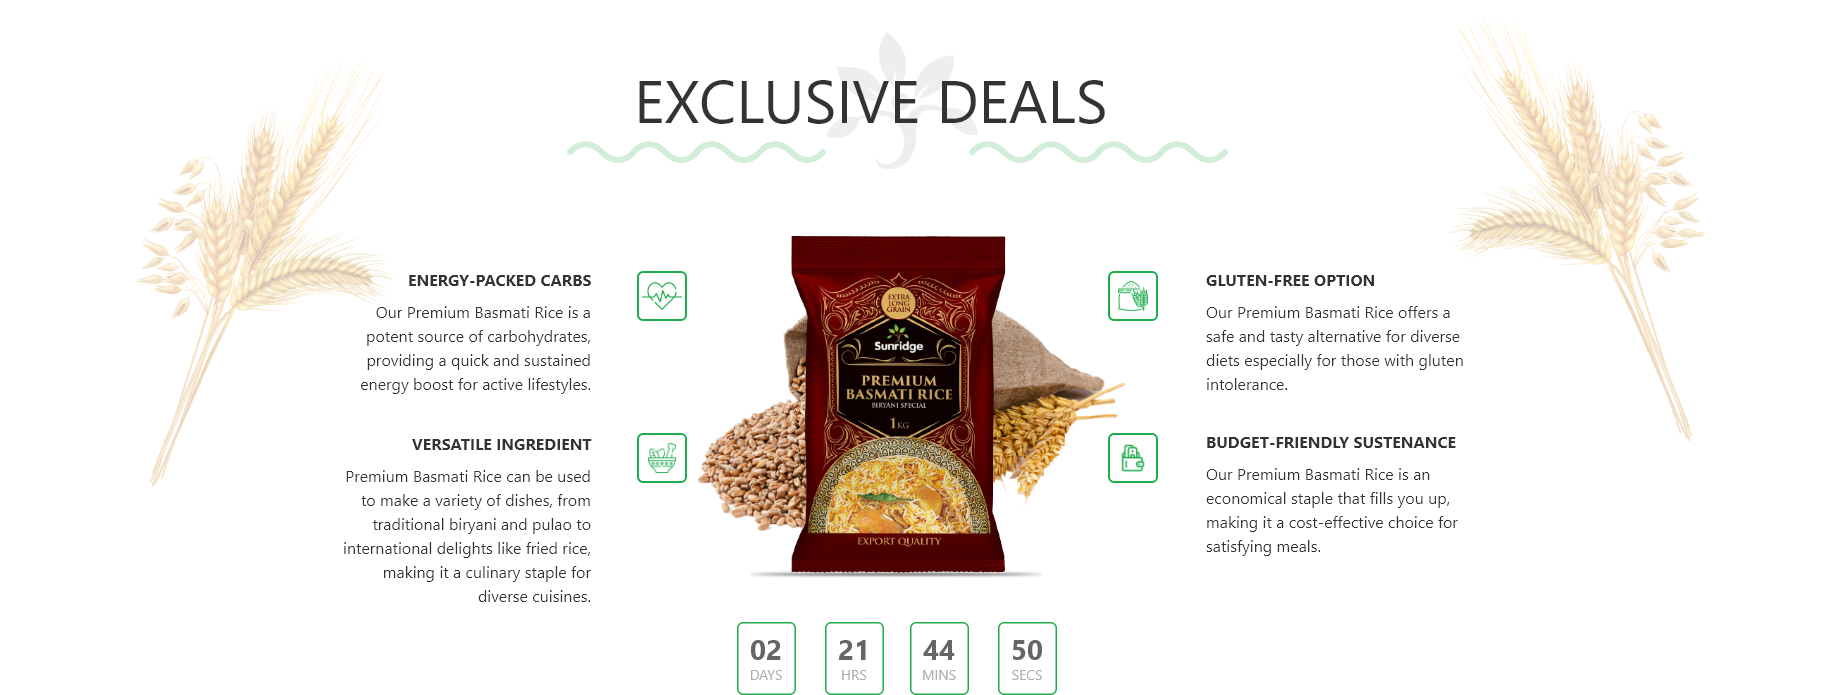 EXCLUSIVE DEALS
ENERGY-PACKED CARBS
Our Premium Basmati Rice is a
potent source of carbohydrates,
providing a quick and sustained
energy boost for active lifestyles.
VERSATILE INGREDIENT
Premium Basmati Rice can be used
to make a variety of dishes, from
traditional biryani and pulao to
international delights like fried rice,
making it a culinary staple for
diverse cuisines.
EXTRA
LONG
GRAIN
Sunridge
PREMIUM
BASMATI RICE
BIRYANI SPECIAL
1 KG
EXPORT QUALITY
GLUTEN-FREE OPTION
Our Premium Basmati Rice offers a
safe and tasty alternative for diverse
diets especially for those with gluten
intolerance.
BUDGET-FRIENDLY SUSTENANCE
Our Premium Basmati Rice is an
economical staple that fills you up,
making it a cost-effective choice for
satisfying meals.
02 21 44 50
DAYS HRS MINS SECS